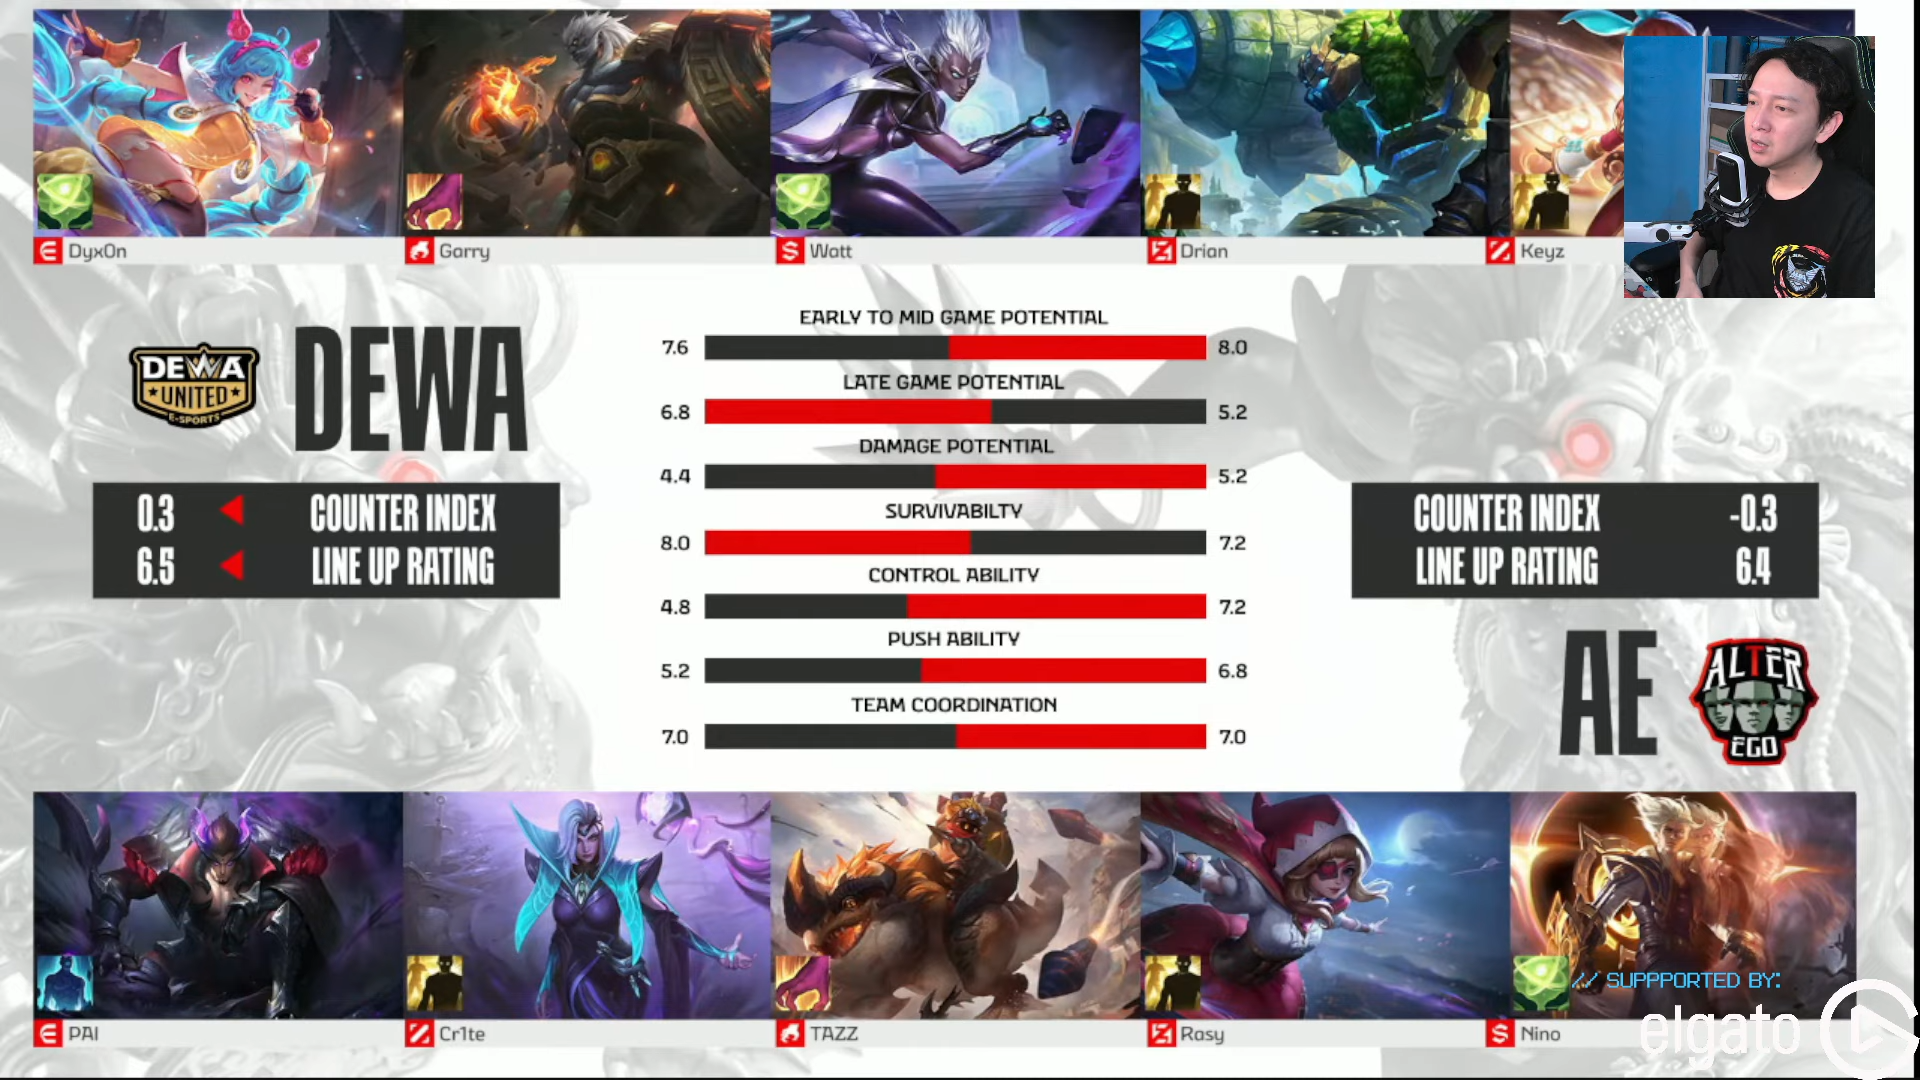 DyxOn
Garry
Watt
Drian
Keyz
EARLY TO MID GAME POTENTIAL
7.6 8.0
LATE GAME POTENTIAL
6.8 5.2
DAMAGE POTENTIAL
4.4 5.2
SURVIVABILTY
8.0 7.2
CONTROL ABILITY
4.8 7.2
PUSH ABILITY
5.2 6.8
TEAM COORDINATION
7.0 7.0
DEWA
UNITED
E-SPORTS
DEWA
0.3 COUNTER INDEX
6.5 LINE UP RATING
COUNTER INDEX -0.3
LINE UP RATING 6.4
AE
ALTER
EGO
PAI
Cr1te
TAZZ
Rasy
Nino
// SUPPPORTED BY:
elgato